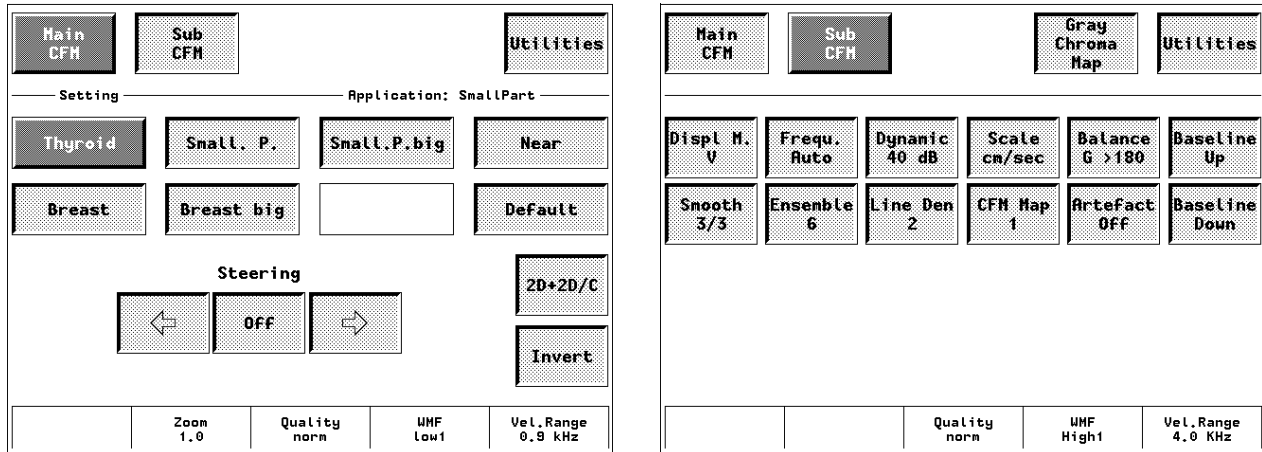 Main
CFM
Sub
CFM
Utilities
Setting
Application: SmallPart
Thyroid
Small. P.
Small.P.big
Near
Breast
Breast big
Default
Steering
Off
2D+2D/C
Invert
Zoom
1.0
Quality
norm
WMF
low1
Vel.Range
0.9 kHz
Main
CFM
Sub
CFM
Gray
Chroma
Map
Utilities
Displ M.
V
Frequ.
Auto
Dynamic
40 dB
Scale
cm/sec
Balance
G >180
Baseline
Up
Smooth
3/3
Ensemble
6
Line Den
2
CFM Map
1
Artefact
Off
Baseline
Down
Quality
norm
WMF
High1
Vel.Range
4.0 KHz